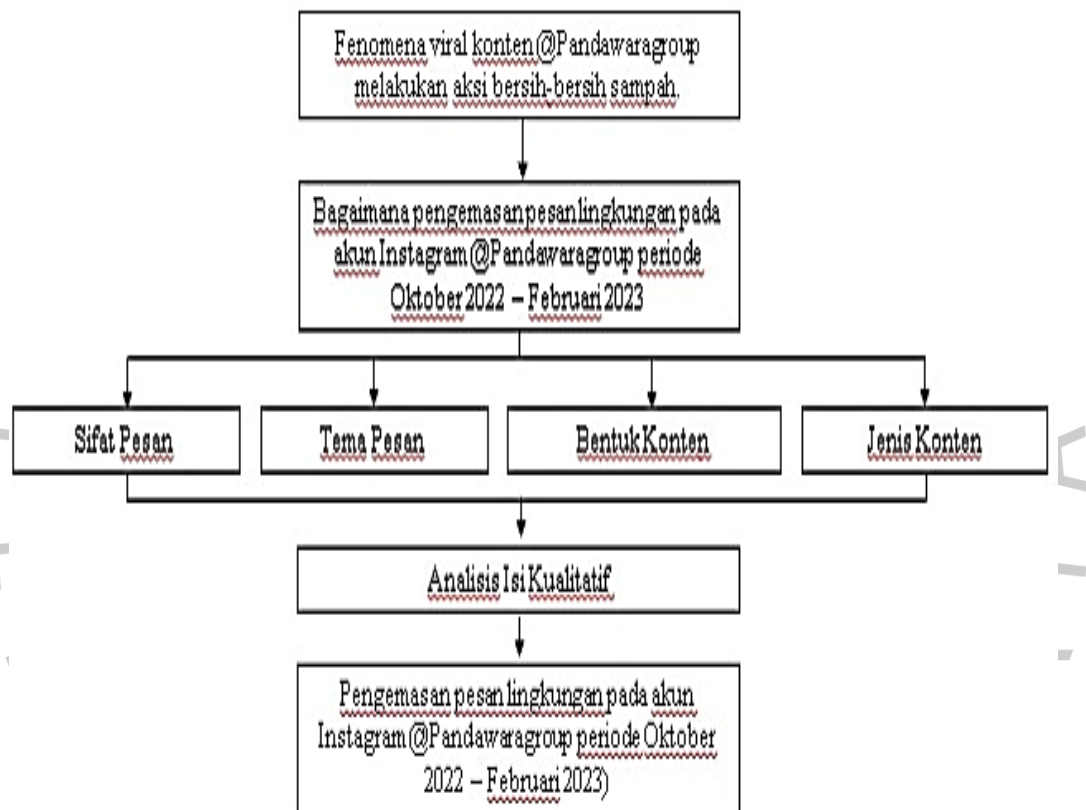 Fenomena viral konten @Pandawaragroup
melakukan aksi bersih-bersih sampah.
Bagaimana pengemasan pesan lingkungan pada
akun Instagram @Pandawaragroup periode
Oktober 2022 – Februari 2023
Sifat Pesan
Tema Pesan
Bentuk Konten
Jenis Konten
Analisis Isi Kualitatif
Pengemasan pesan lingkungan pada akun
Instagram @Pandawaragroup periode Oktober
2022 – Februari 2023)